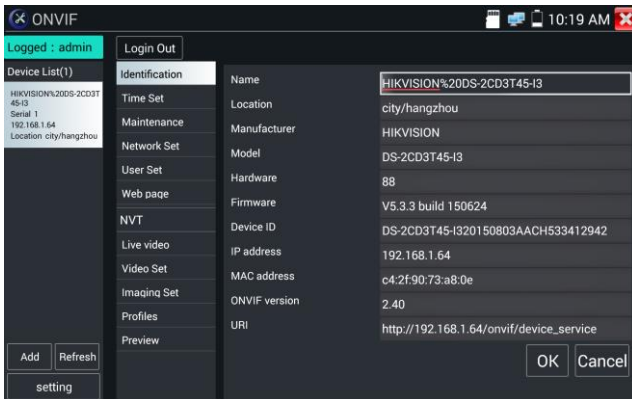 ONVIF
10:19 AM
Logged : admin
Login Out
Device List(1)
HIKVISION%20DS-2CD3T
45-I3
Serial 1
192.168.1.64
Location city/hangzhou
Identification
Time Set
Maintenance
Network Set
User Set
Web page
NVT
Live video
Video Set
Imaging Set
Profiles
Preview
Name HIKVISION%20DS-2CD3T45-I3
Location city/hangzhou
Manufacturer HIKVISION
Model DS-2CD3T45-I3
Hardware 88
Firmware V5.3.3 build 150624
Device ID DS-2CD3T45-I320150803AACH533412942
IP address 192.168.1.64
MAC address c4:2f:90:73:a8:0e
ONVIF version 2.40
URI http://192.168.1.64/onvif/device_service
Add Refresh
setting
OK Cancel